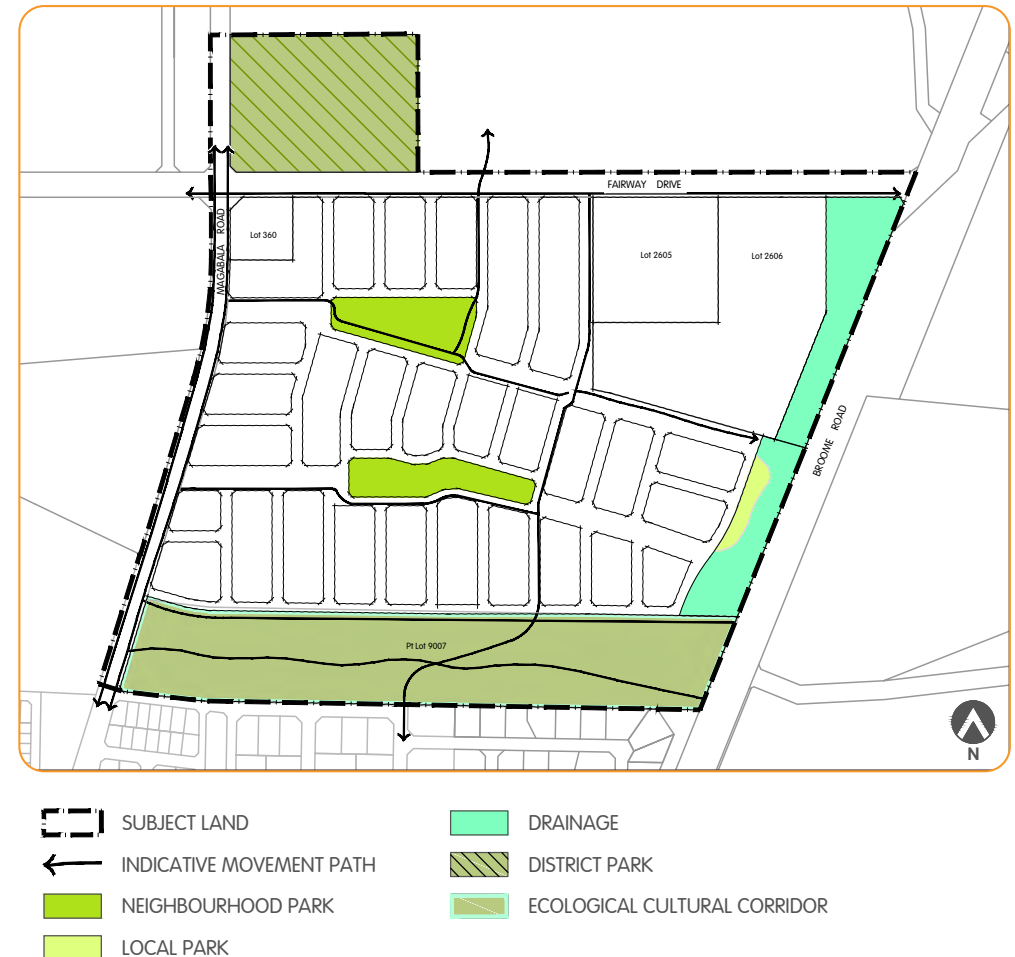 FAIRWAY DRIVE
MAGABALA ROAD
Lot 360
Lot 2605
Lot 2606
BROOME ROAD
Pt Lot 9007
N
SUBJECT LAND
INDICATIVE MOVEMENT PATH
NEIGHBOURHOOD PARK
LOCAL PARK
DRAINAGE
DISTRICT PARK
ECOLOGICAL CULTURAL CORRIDOR